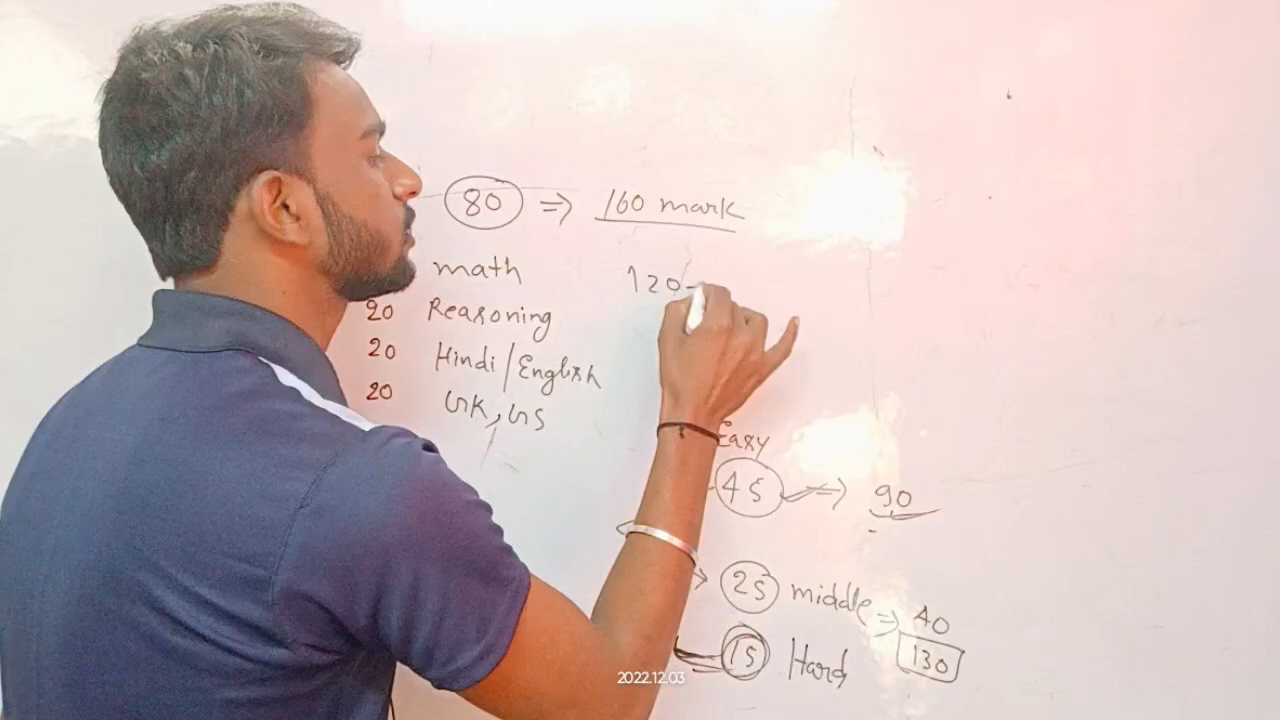 80 => 160 mark
math
120-
20 Reasoning
20 Hindi/English
20 GK, GS
Easy
45 => 90
25 middle => 40
15 Hard 130
2022.12.03